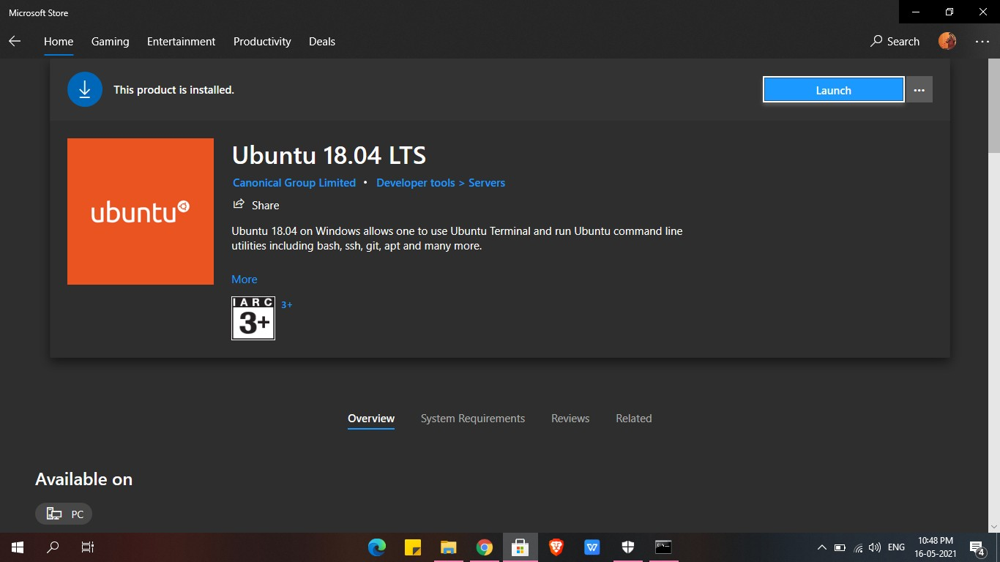 Microsoft Store
Home Gaming Entertainment Productivity Deals Search
This product is installed. Launch
ubuntu
Ubuntu 18.04 LTS
Canonical Group Limited • Developer tools > Servers
Share
Ubuntu 18.04 on Windows allows one to use Ubuntu Terminal and run Ubuntu command line
utilities including bash, ssh, git, apt and many more.
More
IARC
3+
3+
Overview System Requirements Reviews Related
Available on
PC
ENG
10:48 PM
16-05-2021
4